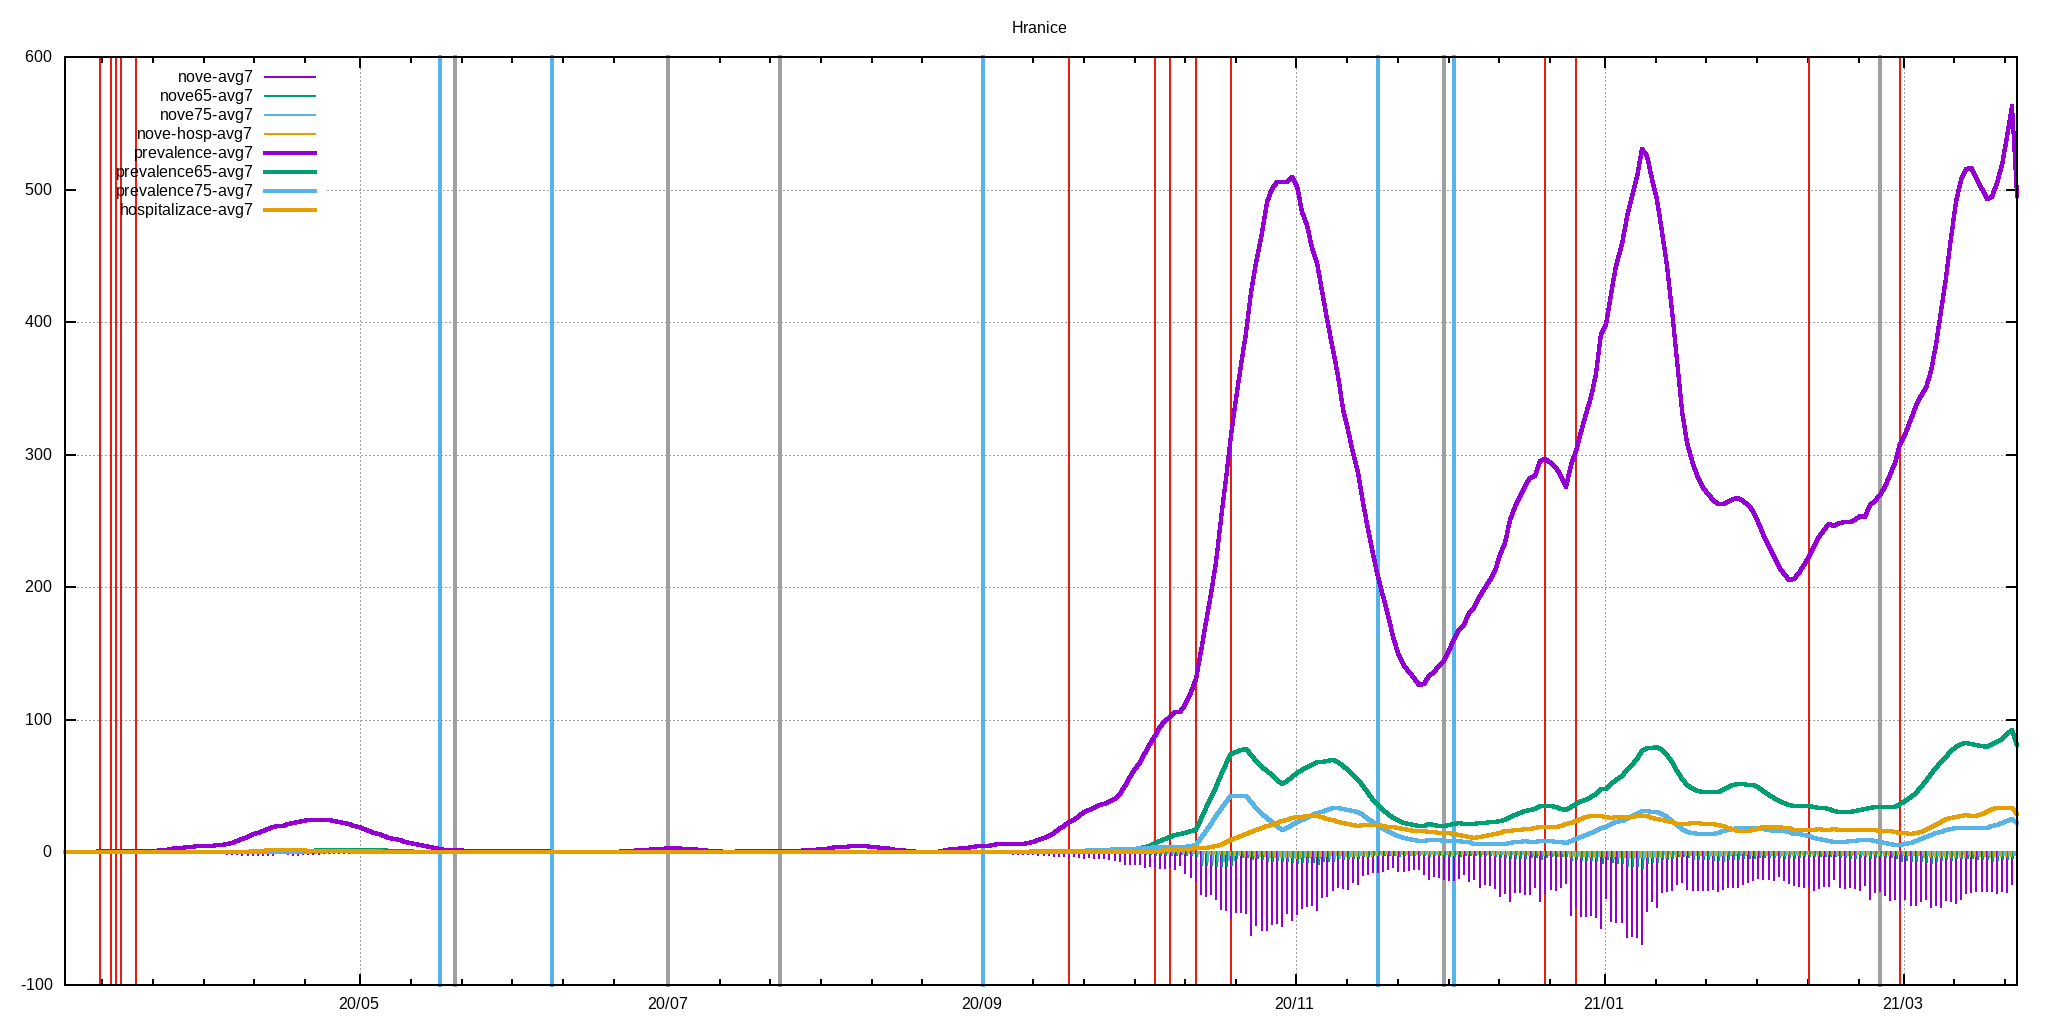 Hranice
600
500
400
300
200
100
0
-100
nove-avg7
nove65-avg7
nove75-avg7
nove-hosp-avg7
prevalence-avg7
prevalence65-avg7
prevalence75-avg7
hospitalizace-avg7
20/05
20/07
20/09
20/11
21/01
21/03